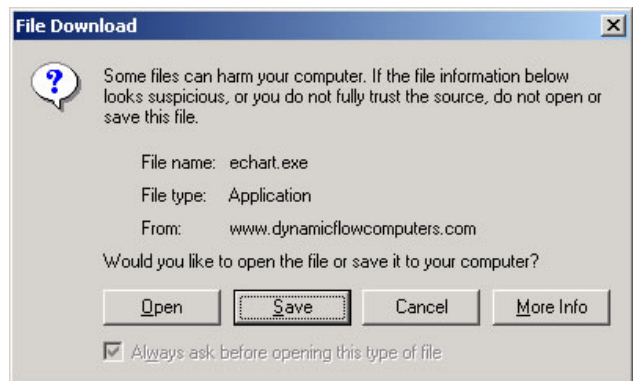 File Download
Some files can harm your computer. If the file information below
looks suspicious, or you do not fully trust the source, do not open or
save this file.
File name: echart.exe
File type: Application
From: www.dynamicflowcomputers.com
Would you like to open the file or save it to your computer?
Open Save Cancel More Info
Always ask before opening this type of file